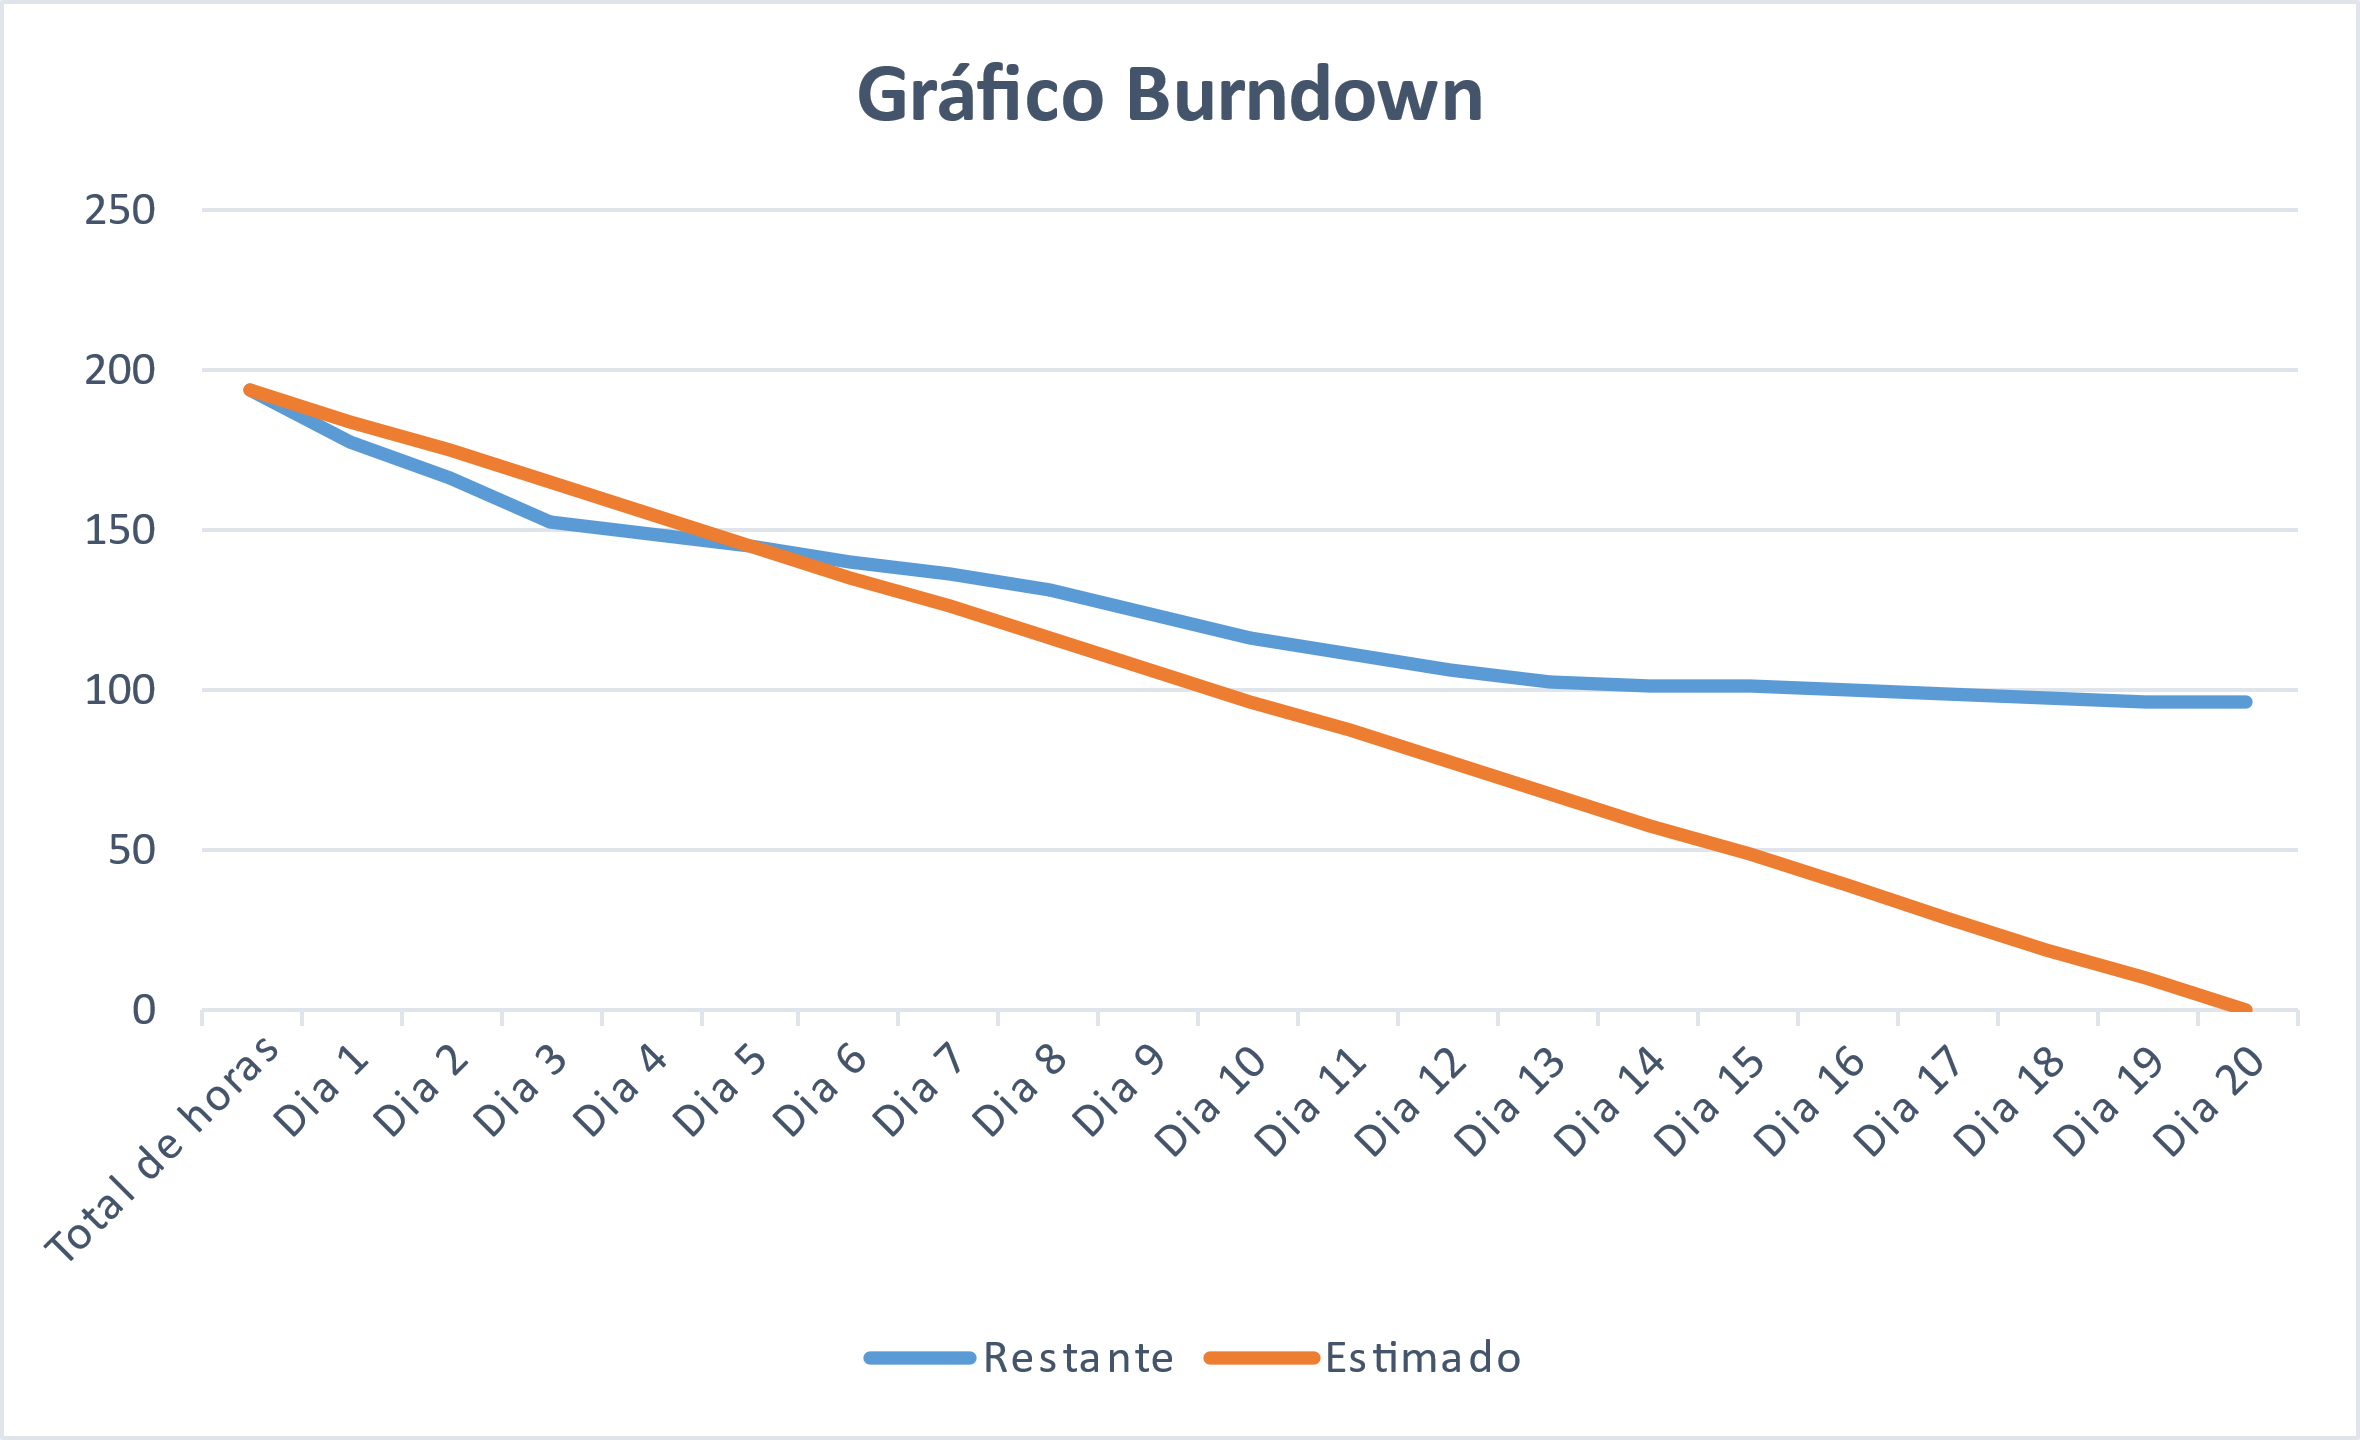 Gráfico Burndown
250
200
150
100
50
0
Total de horas
Dia 1
Dia 2
Dia 3
Dia 4
Dia 5
Dia 6
Dia 7
Dia 8
Dia 9
Dia 10
Dia 11
Dia 12
Dia 13
Dia 14
Dia 15
Dia 16
Dia 17
Dia 18
Dia 19
Dia 20
Restante Estimado